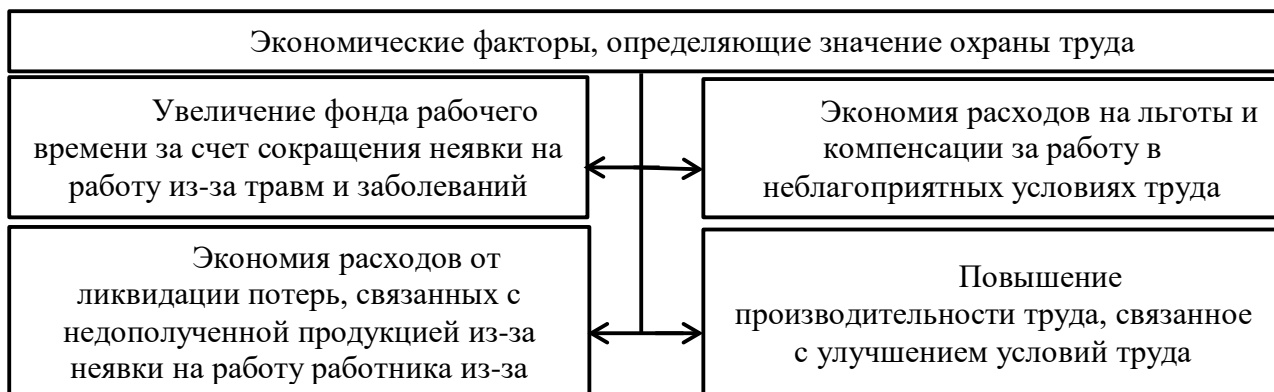 Экономические факторы, определяющие значение охраны труда
Увеличение фонда рабочего
времени за счет сокращения неявки на
работу из-за травм и заболеваний
Экономия расходов на льготы и
компенсации за работу в
неблагоприятных условиях труда
Экономия расходов от
ликвидации потерь, связанных с
недополученной продукцией из-за
неявки на работу работника из-за
Повышение
производительности труда, связанное
с улучшением условий труда